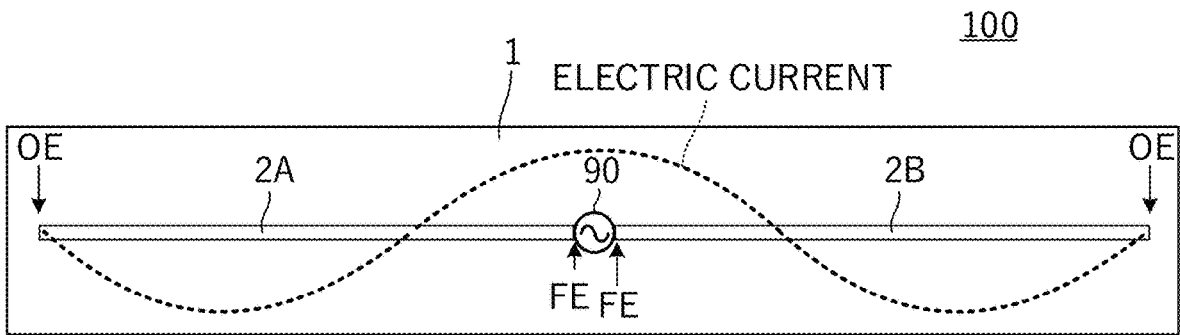 100
1
ELECTRIC CURRENT
OE
2A
90
2B
OE
FE FE